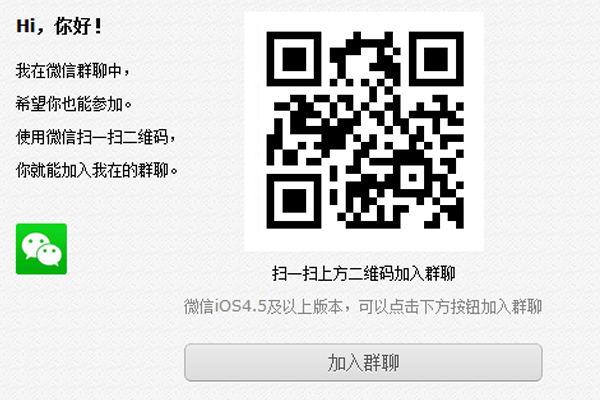 Hi，你好！
我在微信群聊中，
希望你也能参加。
使用微信扫一扫二维码，
你就能加入我在的群聊。
扫一扫上方二维码加入群聊
微信iOS4.5及以上版本，可以点击下方按钮加入群聊
加入群聊